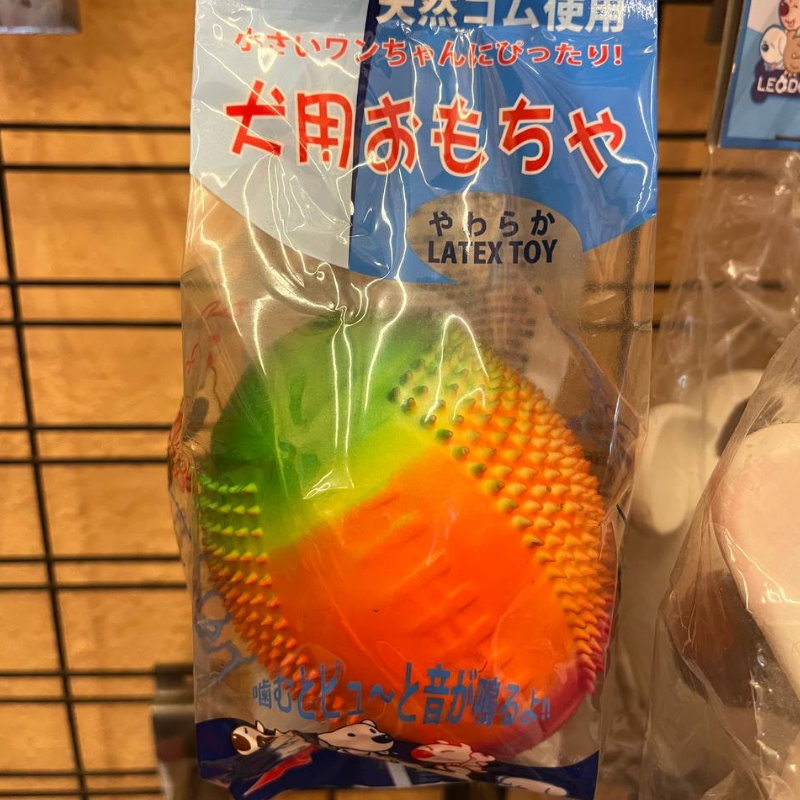 天然ゴム使用
小さいワンちゃんにぴったり!
犬用おもちゃ
やわらか
LATEX TOY
噛むとピュ〜と音が鳴るよ!!